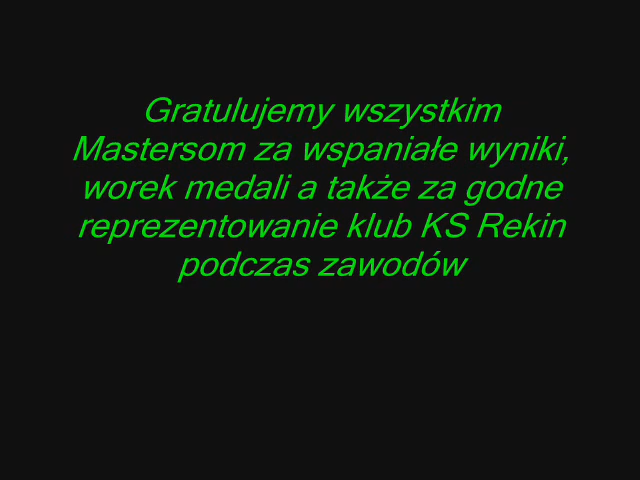 Gratulujemy wszystkim
Mastersom za wspaniałe wyniki,
worek medali a także za godne
reprezentowanie klub KS Rekin
podczas zawodów